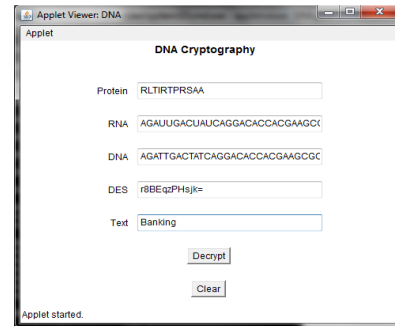 Applet Viewer: DNA
Applet
DNA Cryptography
Protein RLTIRTPRSAA
RNA AGAUUGACUAUCAGGACACCACGAAGC
DNA AGATTGACTATCAGGACACCACGAAGCGC
DES r8BEqzPHsjk=
Text Banking
Decrypt
Clear
Applet started.